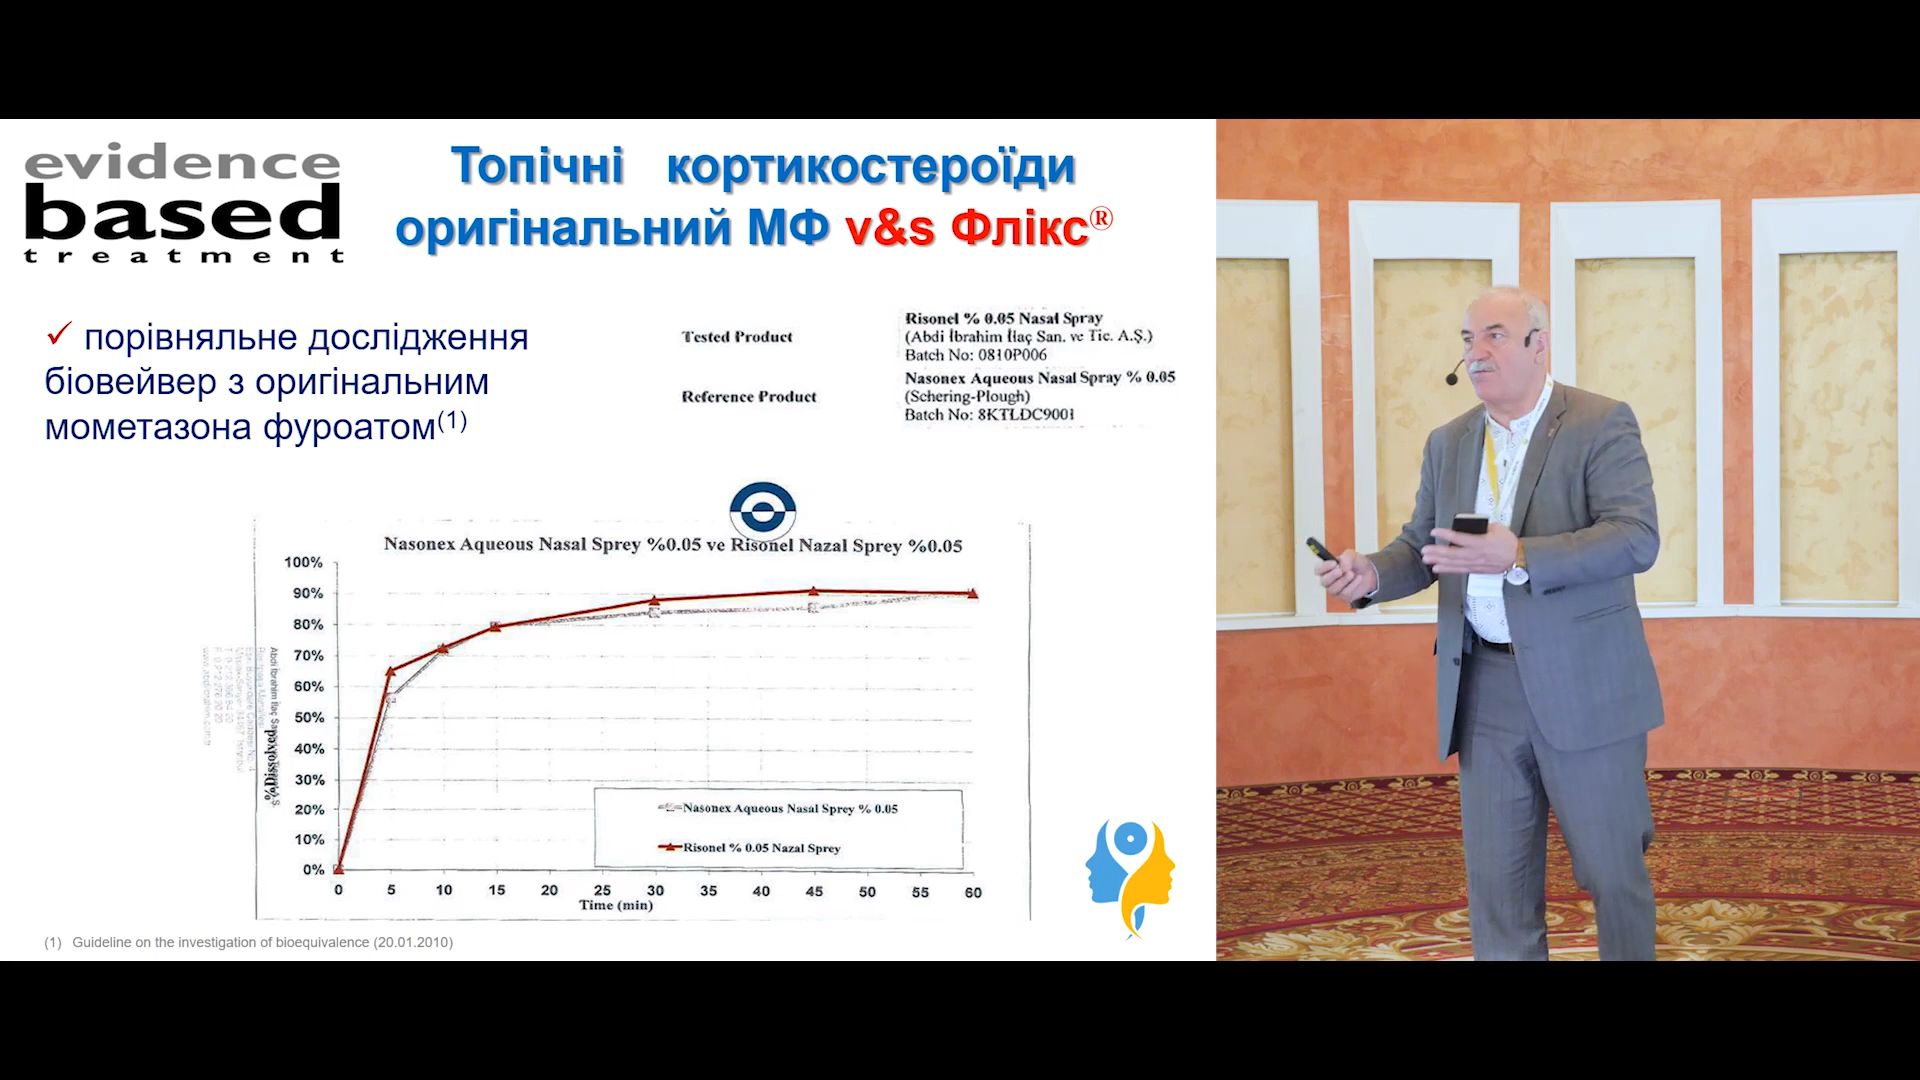 evidence
based
treatment
Топічні кортикостероїди
оригінальний МФ v&s Флікс®
✓ порівняльне дослідження
біовейвер з оригінальним
мометазона фуроатом(1)
Tested Product
Risonel % 0.05 Nasal Spray
(Abdi İbrahim İlaç San. ve Tic. A.Ş.)
Batch No: 0810P006
Reference Product
Nasonex Aqueous Nasal Spray % 0.05
(Schering-Plough)
Batch No: 8KTLDC9001
Nasonex Aqueous Nasal Sprey %0.05 ve Risonel Nazal Sprey %0.05
100%
90%
80%
70%
60%
50%
40%
30%
20%
10%
0%
%Dissolved
Nasonex Aqueous Nasal Sprey % 0.05
Risonel % 0.05 Nazal Sprey
0 5 10 15 20 25 30 35 40 45 50 55 60
Time (min)
(1) Guideline on the investigation of bioequivalence (20.01.2010)